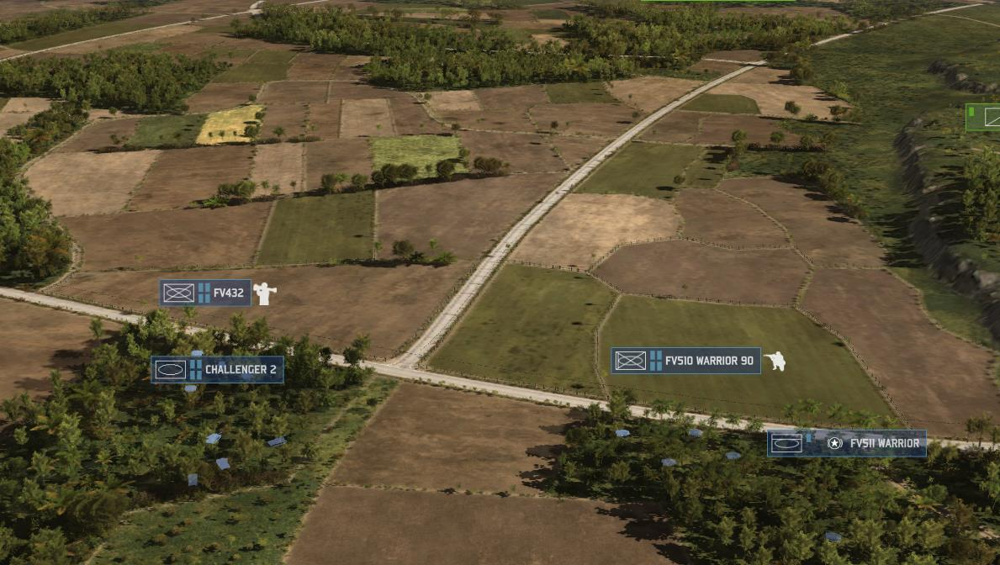 FV432
CHALLENGER 2
FV510 WARRIOR 90
FV511 WARRIOR